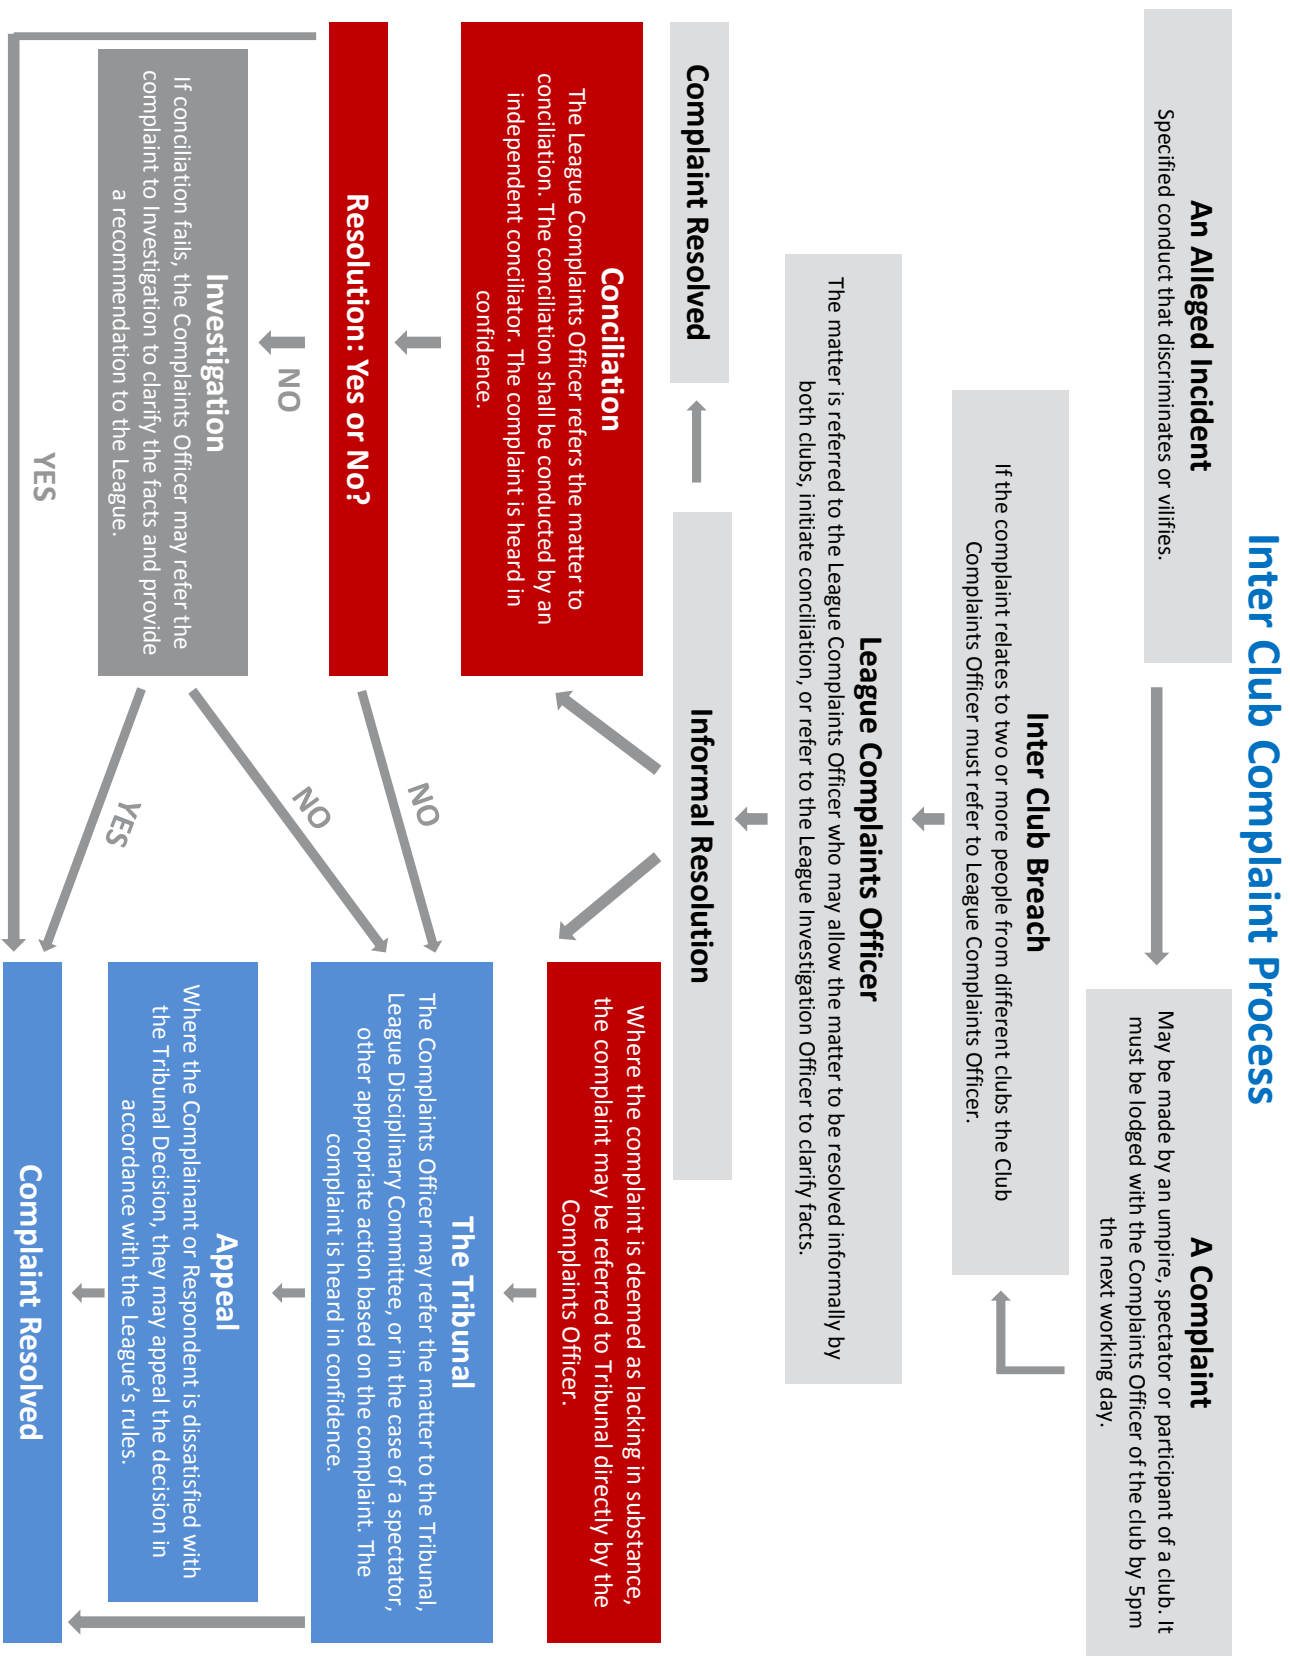 Inter Club Complaint Process
An Alleged Incident
Specified conduct that discriminates or vilifies.
A Complaint
May be made by an umpire, spectator or participant of a club. It
must be lodged with the Complaints Officer of the club by 5pm
the next working day.
Inter Club Breach
If the complaint relates to two or more people from different clubs the Club
Complaints Officer must refer to League Complaints Officer.
League Complaints Officer
The matter is referred to the League Complaints Officer who may allow the matter to be resolved informally by
both clubs, initiate conciliation, or refer to the League Investigation Officer to clarify facts.
Complaint Resolved
Informal Resolution
Conciliation
The League Complaints Officer refers the matter to
conciliation. The conciliation shall be conducted by an
independent conciliator. The complaint is heard in
confidence.
Where the complaint is deemed as lacking in substance,
the complaint may be referred to Tribunal directly by the
Complaints Officer.
Resolution: Yes or No?
NO
NO
The Tribunal
The Complaints Officer may refer the matter to the Tribunal,
League Disciplinary Committee, or in the case of a spectator,
other appropriate action based on the complaint. The
complaint is heard in confidence.
Investigation
If conciliation fails, the Complaints Officer may refer the
complaint to Investigation to clarify the facts and provide
a recommendation to the League.
NO
YES
Appeal
Where the Complainant or Respondent is dissatisfied with
the Tribunal Decision, they may appeal the decision in
accordance with the League’s rules.
YES
Complaint Resolved